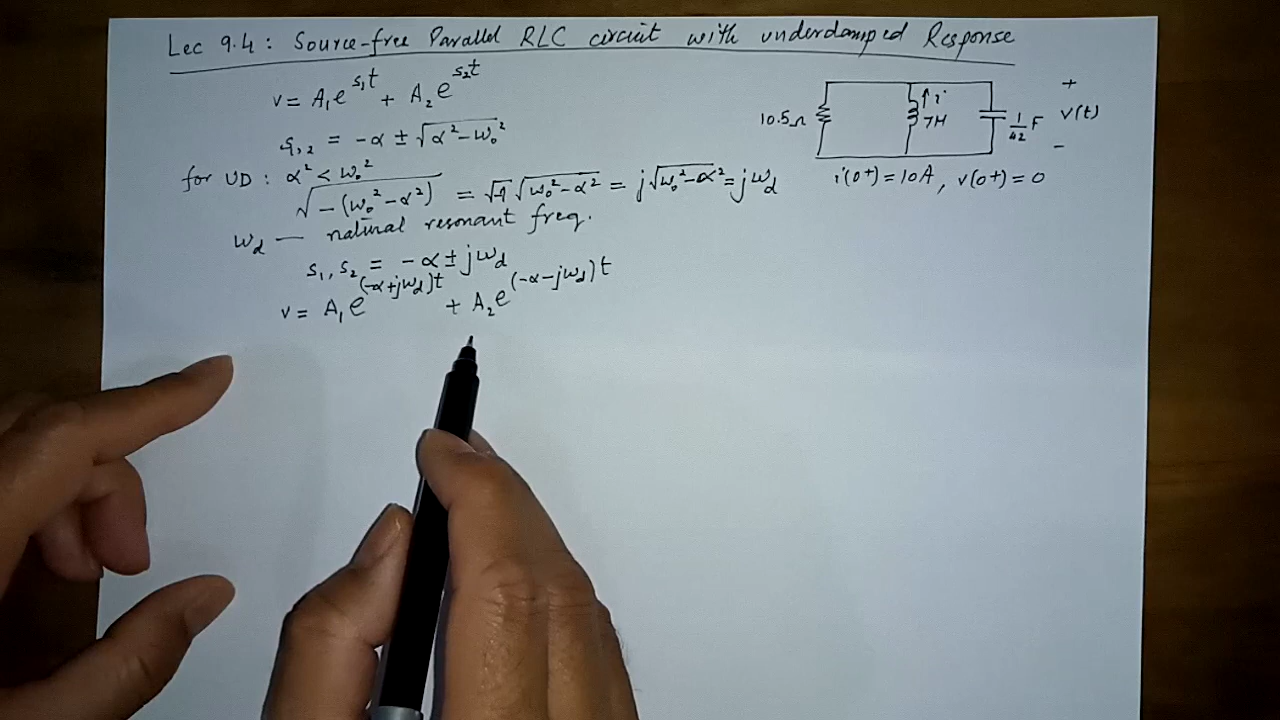 Lec 9.4: Source-free Parallel RLC circuit with underdamped Response
v = A₁e^{s₁t} + A₂e^{s₂t}
s₁,₂ = -α ± √(α² - ω₀²)
for UD: α² < ω₀²
√(-(ω₀² - α²)) = √-1 √(ω₀² - α²) = j√(ω₀² - α²) = jω_d
ω_d — natural resonant freq.
s₁, s₂ = -α ± jω_d
v = A₁e^{(-α+jω_d)t} + A₂e^{(-α-jω_d)t}
10.5Ω
i
7H
1/42 F
+
v(t)
-
i(0+) = 10A, v(0+) = 0